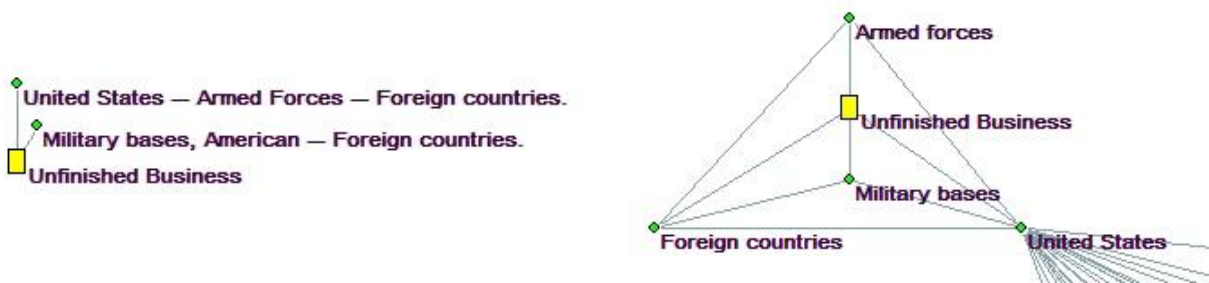 United States — Armed Forces — Foreign countries.
Military bases, American — Foreign countries.
Unfinished Business
Armed forces
Unfinished Business
Military bases
Foreign countries
United States